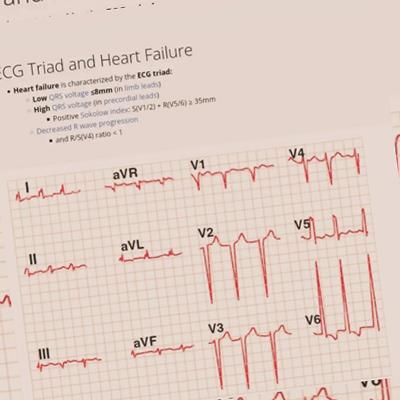 ECG Triad and Heart Failure
Heart failure is characterized by the ECG triad:
Low QRS voltage ≤8mm (in limb leads)
High QRS voltage (in precordial leads)
Positive Sokolow index: S(V1/2) + R(V5/6) ≥ 35mm
Decreased R wave progression
and R/S(V4) ratio < 1
I aVR V1 V4
II aVL V2 V5
III aVF V3 V6